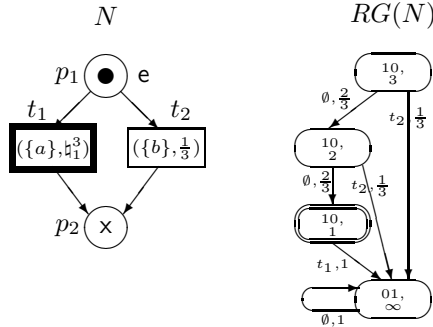 N
p₁ e
t₁ t₂
({a},♮₁³) ({b},1/3)
p₂ x
RG(N)
10,
3
∅,2/3
t₂,1/3
10,
2
∅,2/3
t₂,1/3
10,
1
t₁,1
01,
∞
∅,1